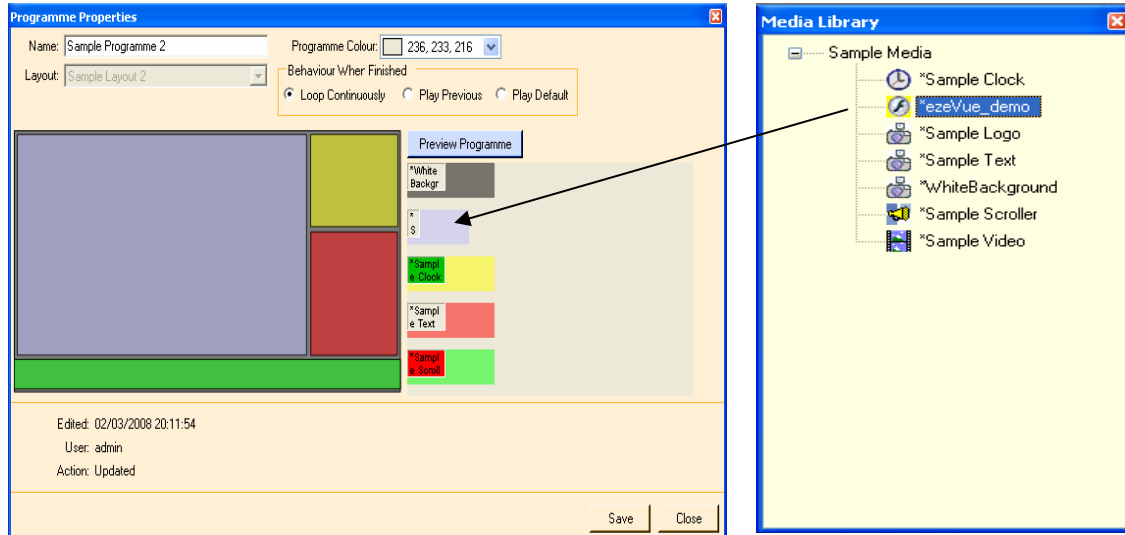 Programme Properties
Name: Sample Programme 2
Programme Colour: 236, 233, 216
Layout: Sample Layout 2
Behaviour Wher Finished
Loop Continuously Play Previous Play Default
Preview Programme
*White
Backgr
*
S
*Sampl
e Clock
*Sampl
e Text
*Sampl
e Scroll
Edited: 02/03/2008 20:11:54
User: admin
Action: Updated
Save Close
Media Library
Sample Media
*Sample Clock
*ezeVue_demo
*Sample Logo
*Sample Text
*WhiteBackground
*Sample Scroller
*Sample Video